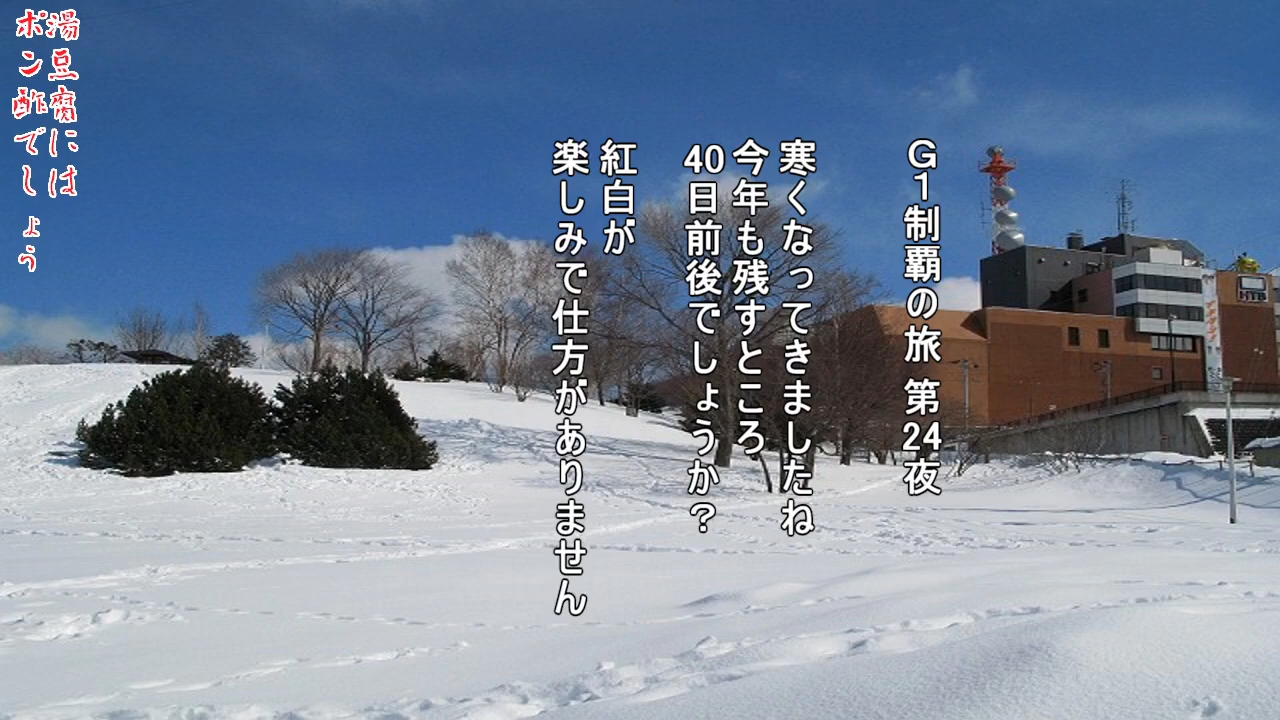 湯豆腐には
ポン酢でしょう
G1制覇の旅 第24夜
寒くなってきましたね
今年も残すところ
40日前後でしょうか？
紅白が
楽しみで仕方がありません
HTB